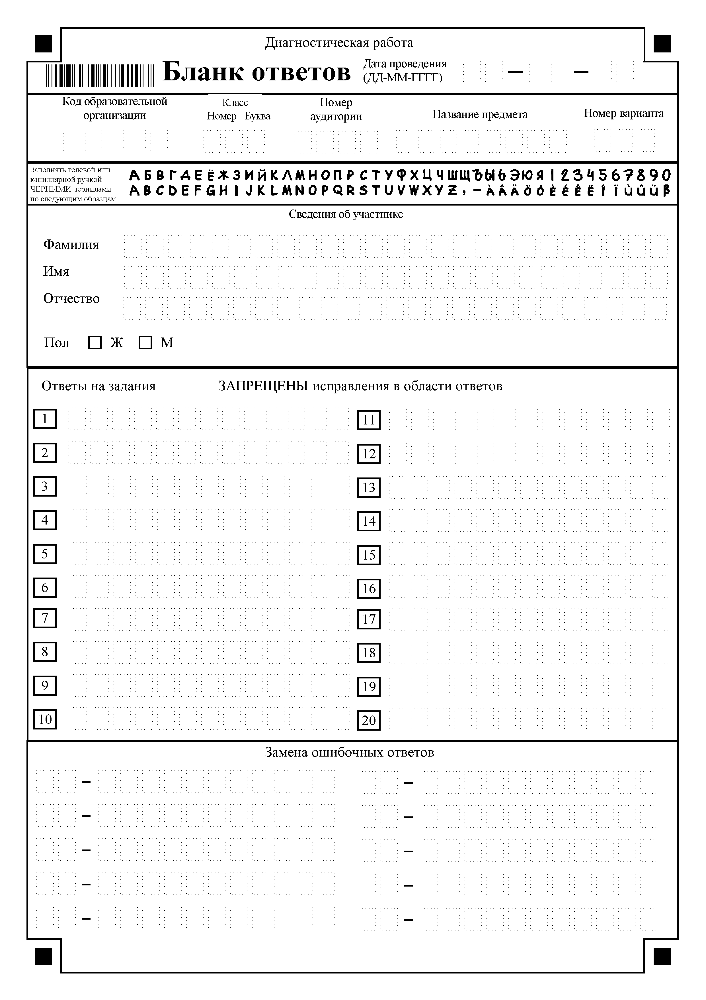 Диагностическая работа
Бланк ответов
Дата проведения
(ДД-ММ-ГГГГ)
Код образовательной
организации
Класс
Номер Буква
Номер
аудитории
Название предмета
Номер варианта
Заполнять гелевой или
капиллярной ручкой
ЧЕРНЫМИ чернилами
по следующим образцам:
А Б В Г Д Е Ё Ж З И Й К Л М Н О П Р С Т У Ф Х Ц Ч Ш Щ Ъ Ы Ь Э Ю Я 1 2 3 4 5 6 7 8 9 0
A B C D E F G H I J K L M N O P Q R S T U V W X Y Z , – À Â Ä Ö Ô È É Ê Ë Î Ï Ù Û Ü β
Сведения об участнике
Фамилия
Имя
Отчество
Пол Ж М
Ответы на задания ЗАПРЕЩЕНЫ исправления в области ответов
1 11
2 12
3 13
4 14
5 15
6 16
7 17
8 18
9 19
10 20
Замена ошибочных ответов